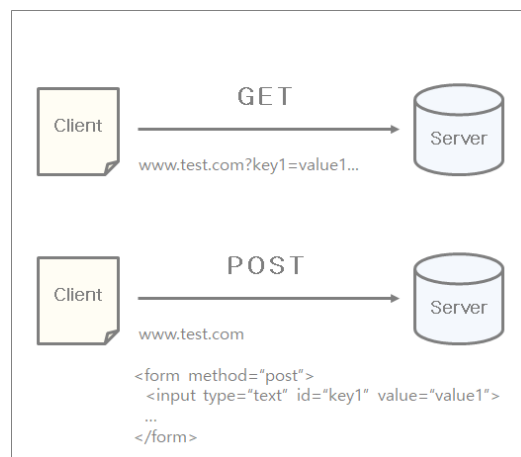 GET
Client
Server
www.test.com?key1=value1...
POST
Client
Server
www.test.com
<form method="post">
<input type="text" id="key1" value="value1">
...
</form>